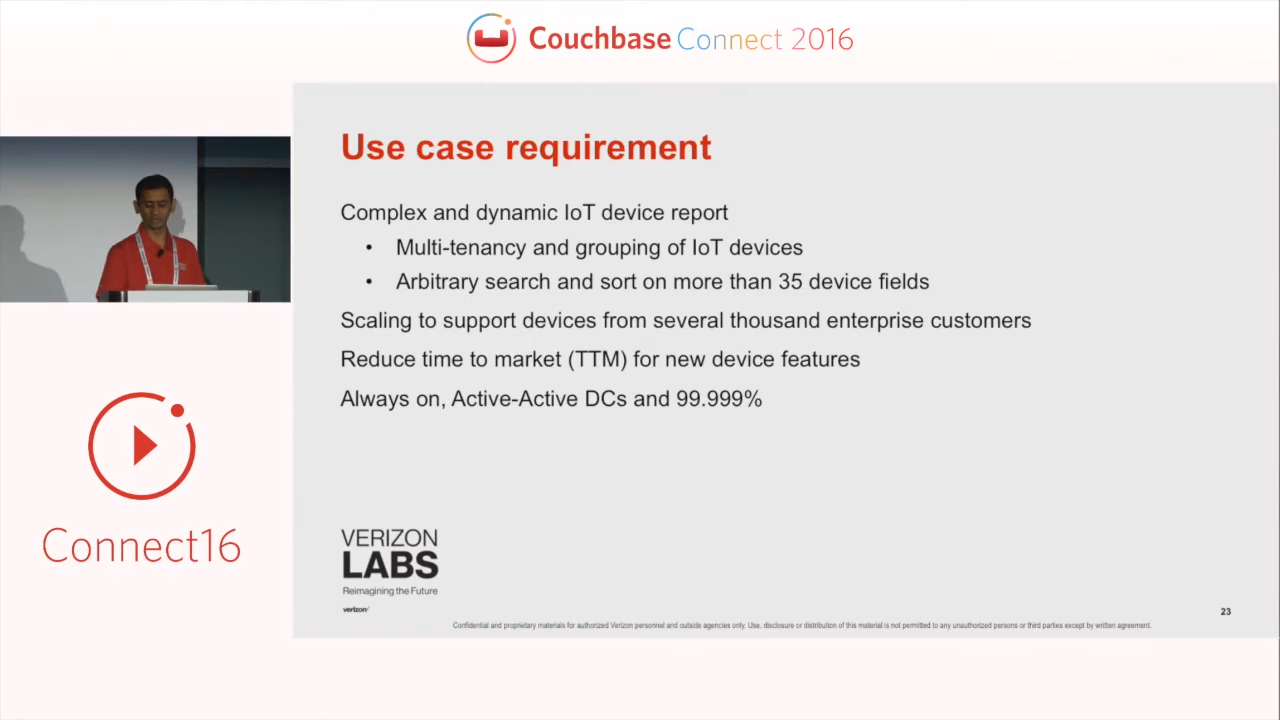 Couchbase Connect 2016
Use case requirement
Complex and dynamic IoT device report
• Multi-tenancy and grouping of IoT devices
• Arbitrary search and sort on more than 35 device fields
Scaling to support devices from several thousand enterprise customers
Reduce time to market (TTM) for new device features
Always on, Active-Active DCs and 99.999%
Connect16
VERIZON
LABS
Reimagining the Future
verizon
23
Confidential and proprietary materials for authorized Verizon personnel and outside agencies only. Use, disclosure or distribution of this material is not permitted to any unauthorized persons or third parties except by written agreement.